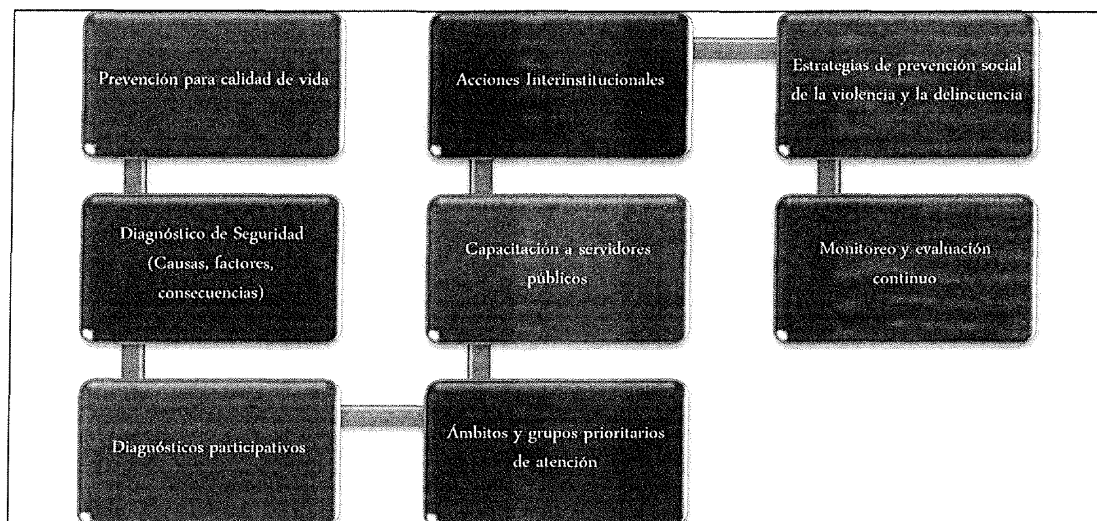 Prevención para calidad de vida
Diagnóstico de Seguridad
(Causas, factores,
consecuencias)
Diagnósticos participativos
Ámbitos y grupos prioritarios
de atención
Capacitación a servidores
públicos
Acciones Interinstitucionales
Estrategias de prevención social
de la violencia y la delincuencia
Monitoreo y evaluación
continuo